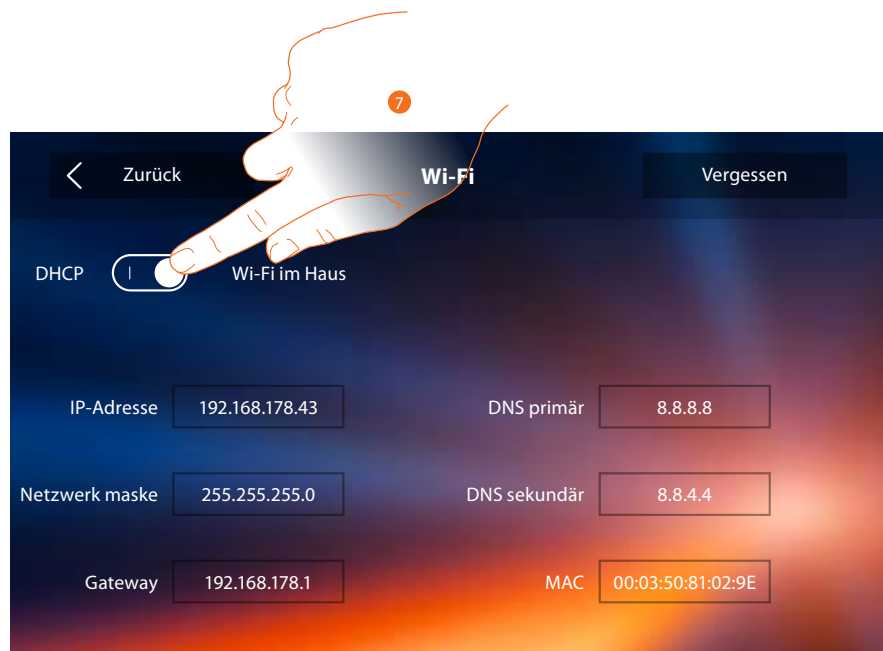 7
Zurück
Wi-Fi
Vergessen
DHCP
I
Wi-Fi im Haus
IP-Adresse 192.168.178.43
DNS primär 8.8.8.8
Netzwerk maske 255.255.255.0
DNS sekundär 8.8.4.4
Gateway 192.168.178.1
MAC 00:03:50:81:02:9E